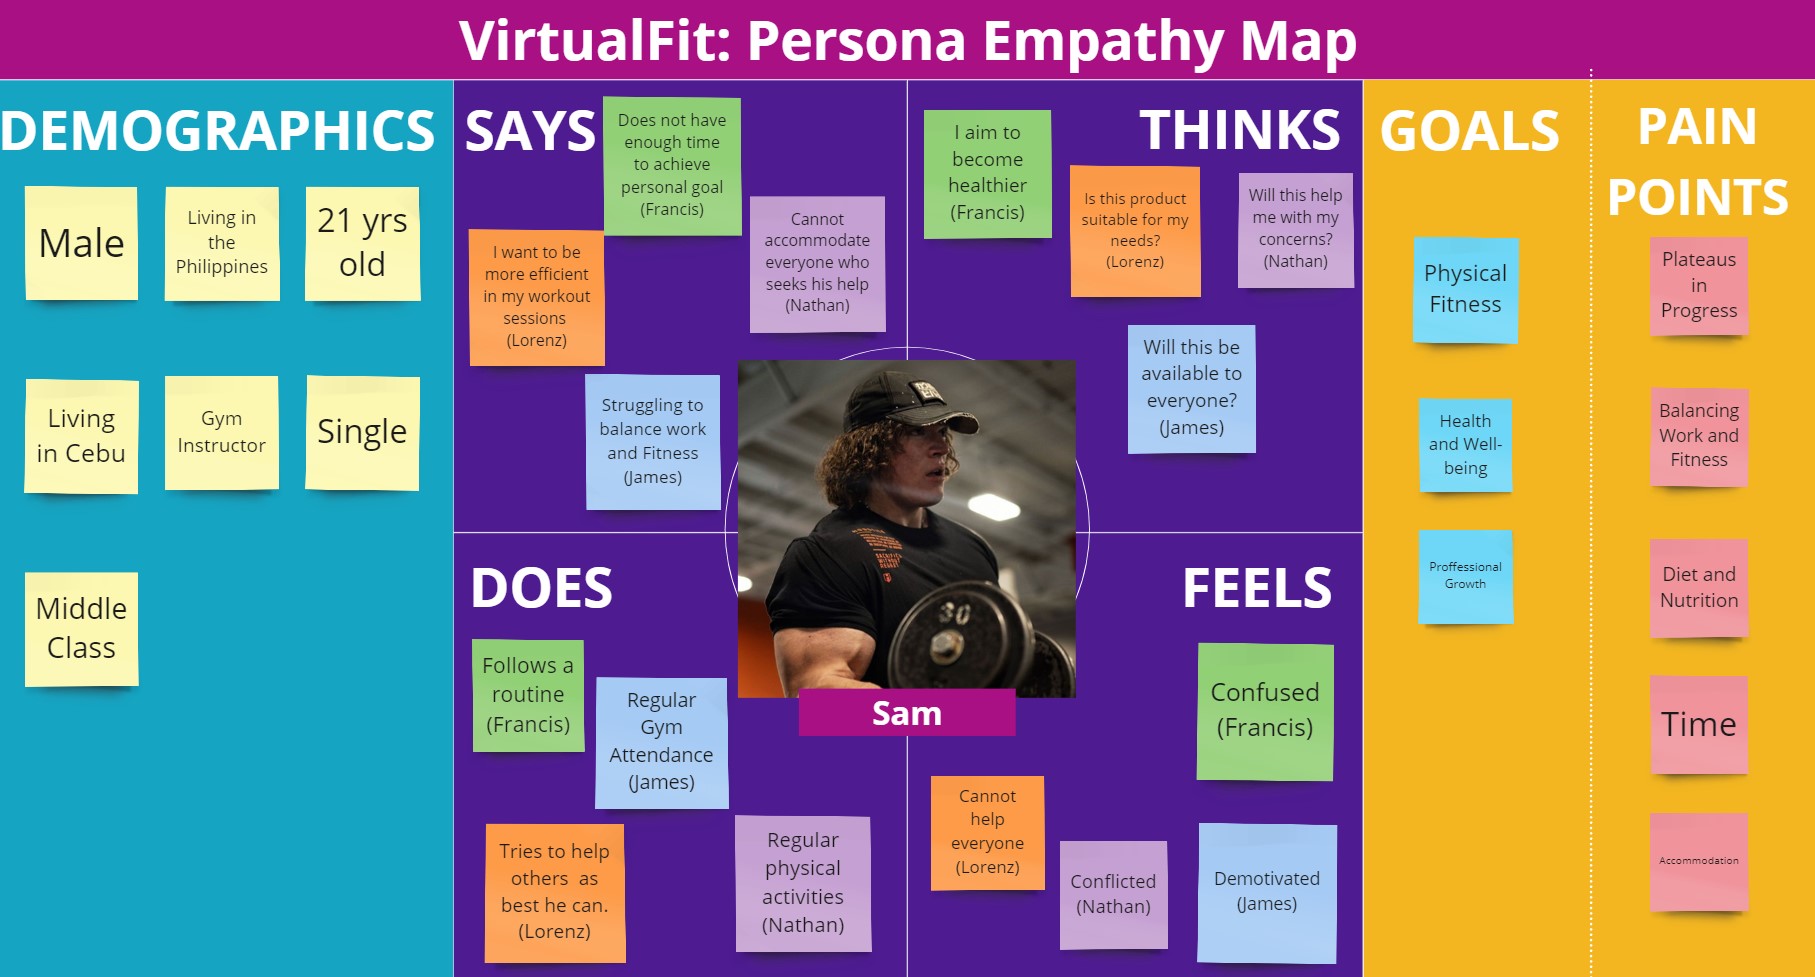 VirtualFit: Persona Empathy Map
DEMOGRAPHICS
Male
Living in
the
Philippines
21 yrs
old
Living
in Cebu
Gym
Instructor
Single
Middle
Class
SAYS
Does not have
enough time
to achieve
personal goal
(Francis)
I want to be
more efficient
in my workout
sessions
(Lorenz)
Cannot
accommodate
everyone who
seeks his help
(Nathan)
Struggling to
balance work
and Fitness
(James)
THINKS
I aim to
become
healthier
(Francis)
Is this product
suitable for my
needs?
(Lorenz)
Will this help
me with my
concerns?
(Nathan)
Will this be
available to
everyone?
(James)
30
Sam
DOES
Follows a
routine
(Francis)
Regular
Gym
Attendance
(James)
Tries to help
others as
best he can.
(Lorenz)
Regular
physical
activities
(Nathan)
FEELS
Confused
(Francis)
Cannot
help
everyone
(Lorenz)
Conflicted
(Nathan)
Demotivated
(James)
GOALS
Physical
Fitness
Health
and Well-
being
Proffessional
Growth
PAIN
POINTS
Plateaus
in
Progress
Balancing
Work and
Fitness
Diet and
Nutrition
Time
Accommodation